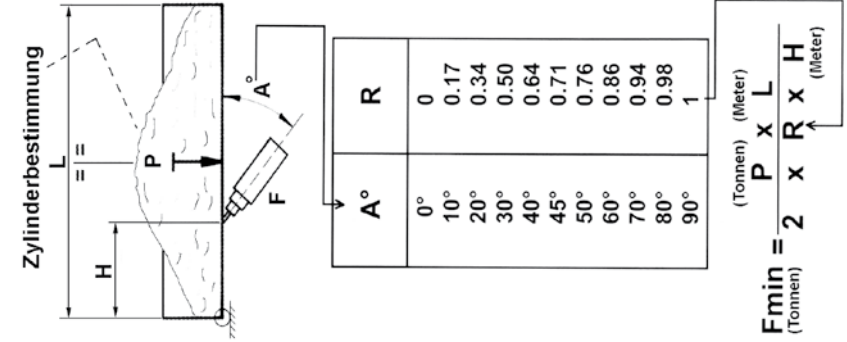 Zylinderbestimmung
L
= =
H
P
A°
F
A° R
0° 0
10° 0.17
20° 0.34
30° 0.50
40° 0.64
45° 0.71
50° 0.76
60° 0.86
70° 0.94
80° 0.98
90° 1
(Tonnen) (Meter)
Fmin = P x L
(Tonnen) 2 x R x H
(Meter)